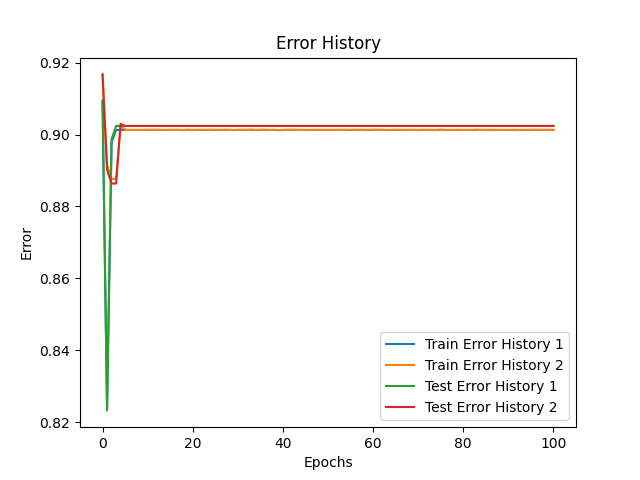 Error History
0.92
0.90
0.88
0.86
0.84
0.82
Error
Train Error History 1
Train Error History 2
Test Error History 1
Test Error History 2
0 20 40 60 80 100
Epochs